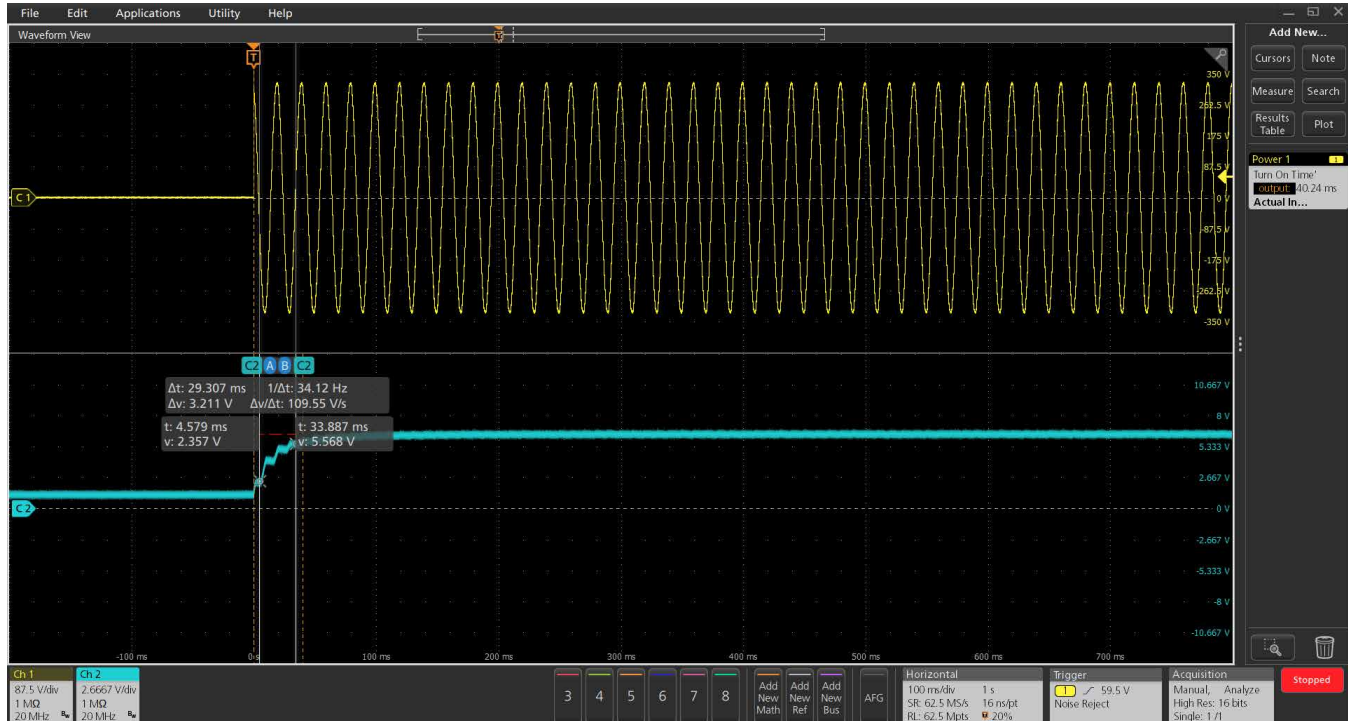 File Edit Applications Utility Help
Waveform View
Add New...
Cursors Note
Measure Search
Results Table Plot
Power 1 1
Turn On Time'
output: 40.24 ms
Actual In...
T
350 V
262.5 V
175 V
87.5 V
C 1
0 V
-87.5 V
-175 V
-262.5 V
-350 V
C2 A B C2
Δt: 29.307 ms 1/Δt: 34.12 Hz
Δv: 3.211 V Δv/Δt: 109.55 V/s
t: 4.579 ms
v: 2.357 V
t: 33.887 ms
v: 5.568 V
10.667 V
8 V
5.333 V
2.667 V
C 2
0 V
-2.667 V
-5.333 V
-8 V
-10.667 V
-100 ms 0 s 100 ms 200 ms 300 ms 400 ms 500 ms 600 ms 700 ms
Ch 1
87.5 V/div
1 MΩ
20 MHz Bw
Ch 2
2.6667 V/div
1 MΩ
20 MHz Bw
3 4 5 6 7 8
Add New Math
Add New Ref
Add New Bus
AFG
Horizontal
100 ms/div 1 s
SR: 62.5 MS/s 16 ns/pt
RL: 62.5 Mpts 20%
Trigger
1 59.5 V
Noise Reject
Acquisition
Manual, Analyze
High Res: 16 bits
Single: 1 /1
Stopped